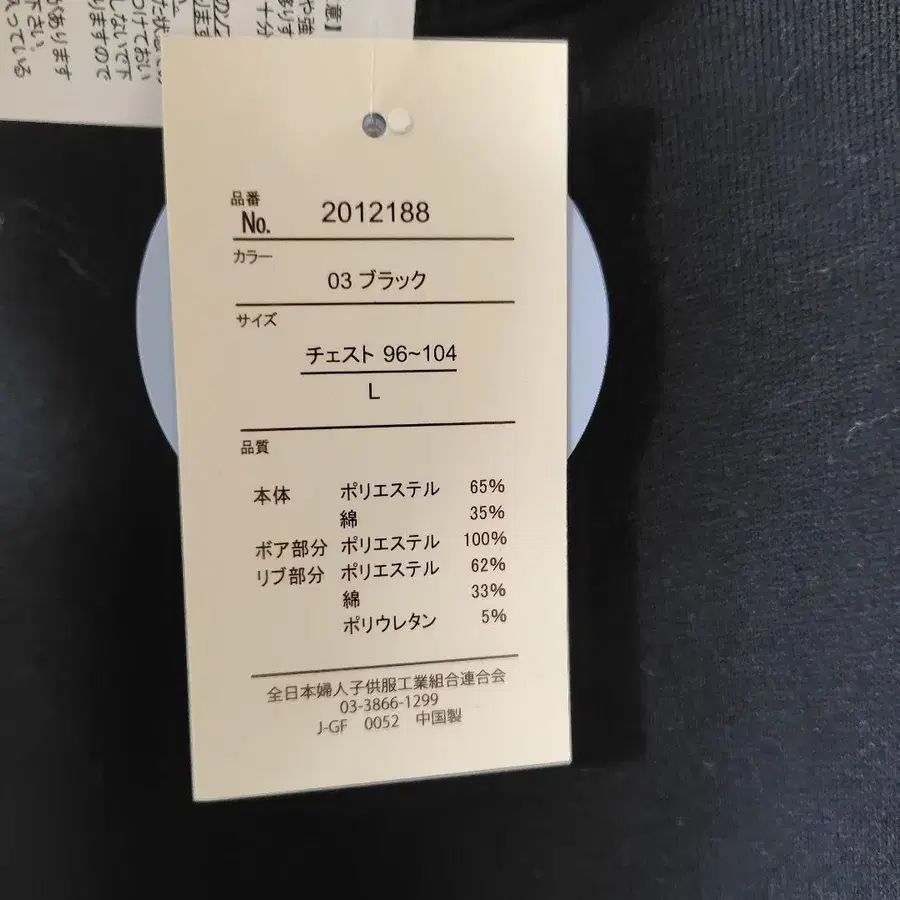 品番
No. 2012188
カラー
03 ブラック
サイズ
チェスト 96~104
L
品質
本体 ポリエステル 65%
綿 35%
ボア部分 ポリエステル 100%
リブ部分 ポリエステル 62%
綿 33%
ポリウレタン 5%
全日本婦人子供服工業組合連合会
03-3866-1299
J-GF 0052 中国製